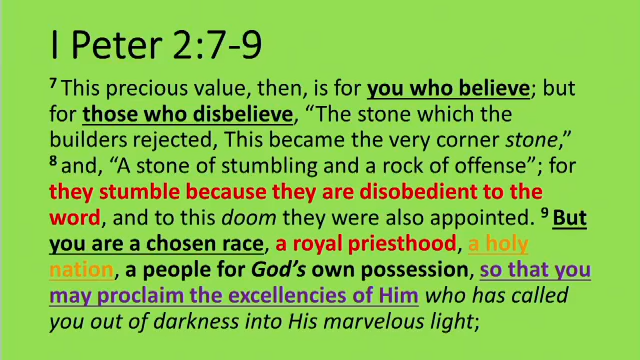 I Peter 2:7-9
⁷ This precious value, then, is for you who believe; but
for those who disbelieve, “The stone which the
builders rejected, This became the very corner stone,”
⁸ and, “A stone of stumbling and a rock of offense”; for
they stumble because they are disobedient to the
word, and to this doom they were also appointed. ⁹ But
you are a chosen race, a royal priesthood, a holy
nation, a people for God’s own possession, so that you
may proclaim the excellencies of Him who has called
you out of darkness into His marvelous light;